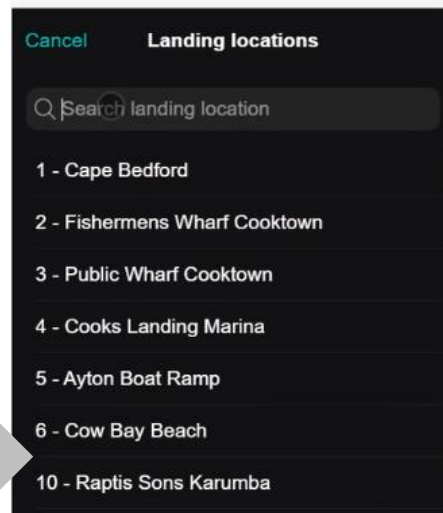 Cancel Landing locations
Search landing location
1 - Cape Bedford
2 - Fishermens Wharf Cooktown
3 - Public Wharf Cooktown
4 - Cooks Landing Marina
5 - Ayton Boat Ramp
6 - Cow Bay Beach
10 - Raptis Sons Karumba